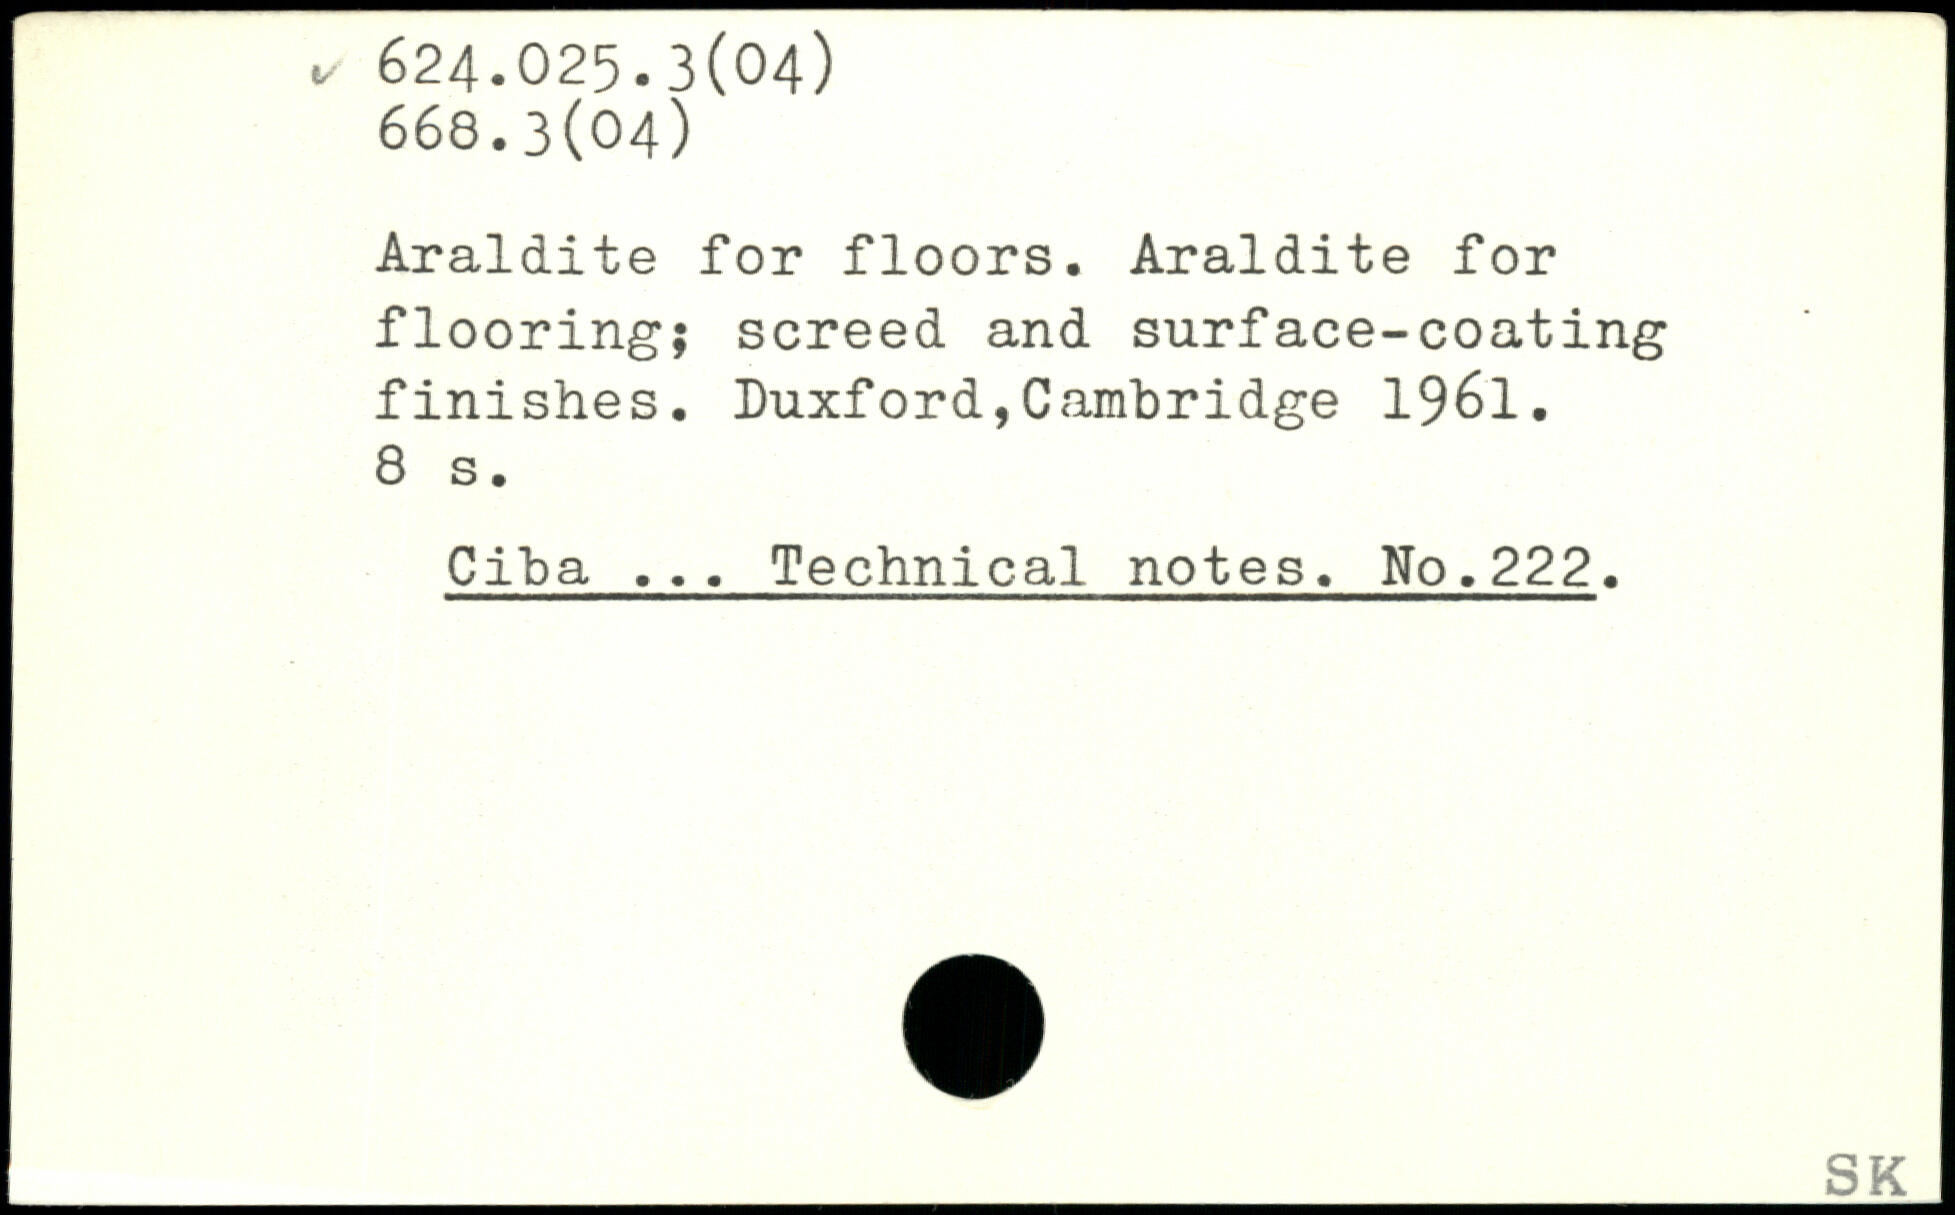 ✓ 624.025.3(04)
668.3(04)
Araldite for floors. Araldite for
flooring; screed and surface-coating
finishes. Duxford,Cambridge 1961.
8 s.
Ciba ... Technical notes. No.222.
SK